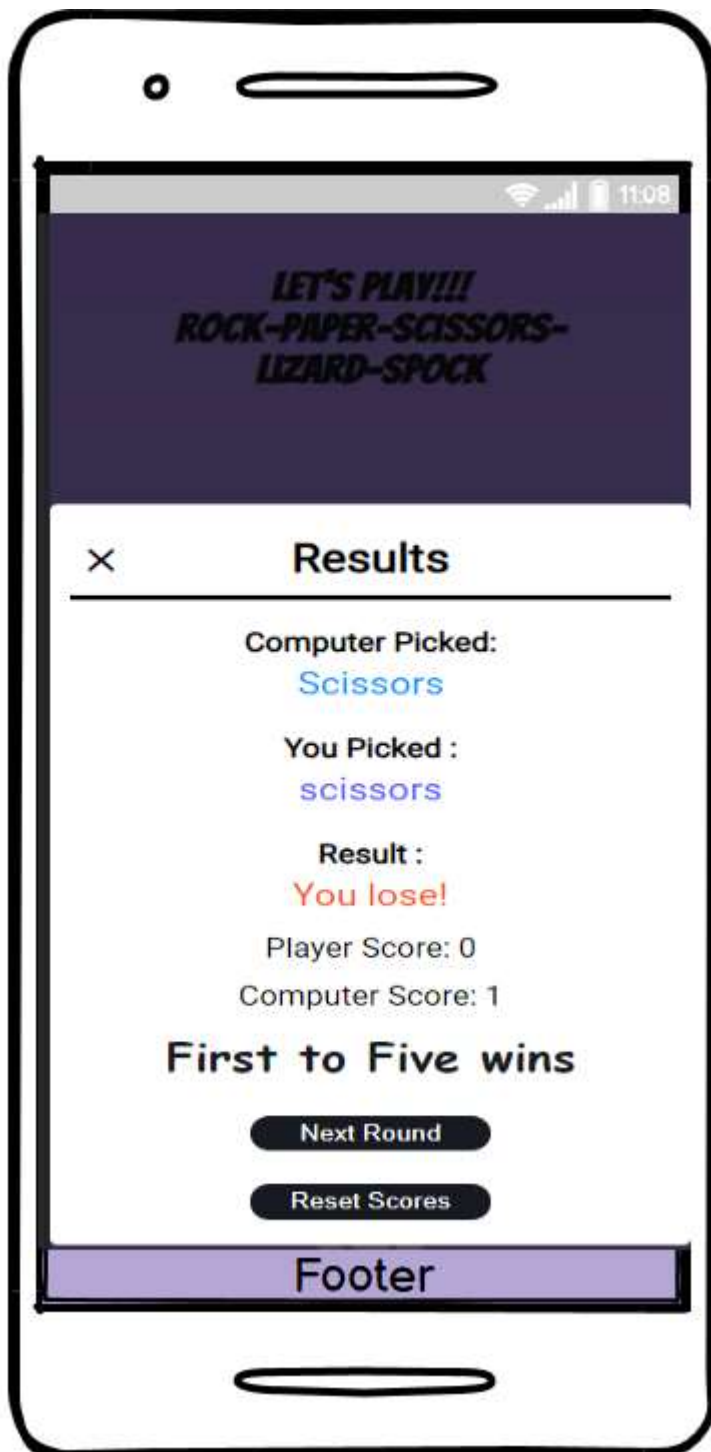 11:08
LET'S PLAY!!!
ROCK-PAPER-SCISSORS-
LIZARD-SPOCK
Results
Computer Picked:
Scissors
You Picked :
scissors
Result :
You lose!
Player Score: 0
Computer Score: 1
First to Five wins
Next Round
Reset Scores
Footer